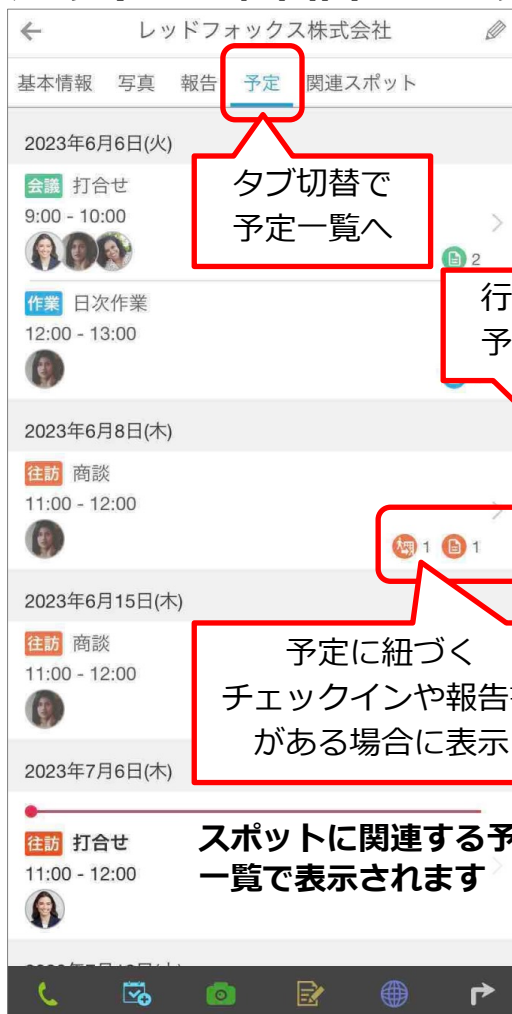 レッドフォックス株式会社
基本情報 写真 報告 予定 関連スポット
2023年6月6日(火)
会議 打合せ
9:00 - 10:00
タブ切替で
予定一覧へ
2
作業 日次作業
12:00 - 13:00
行
予
2023年6月8日(木)
往訪 商談
11:00 - 12:00
1 1
2023年6月15日(木)
往訪 商談
11:00 - 12:00
予定に紐づく
チェックインや報告
がある場合に表示
2023年7月6日(木)
往訪 打合せ
11:00 - 12:00
スポットに関連する予
一覧で表示されます